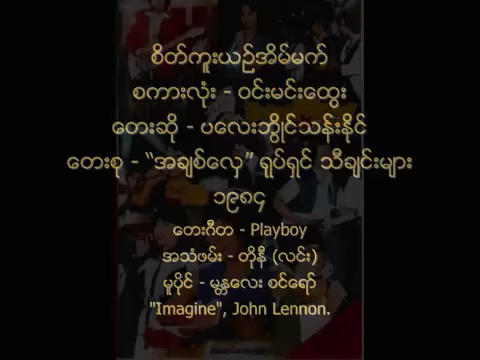 စိတ်ကူးယဉ်အိမ်မက်
စကားလုံး - ဝင်းမင်းထွေး
တေးဆို - ပလေးဘွိုင်သန်းနိုင်
တေးစု - “အချစ်လှေ” ရုပ်ရှင် သီချင်းများ
၁၉၈၄
တေးဂီတ - Playboy
အသံဖမ်း - တိုနီ (လင်း)
မူပိုင် - မန္တလေး စင်ရော်
"Imagine", John Lennon.